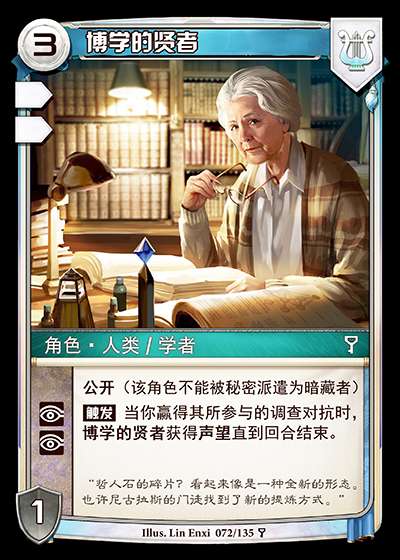 3
博学的贤者
角色·人类 / 学者
公开（该角色不能被秘密派遣为暗藏者）
触发 当你赢得其所参与的调查对抗时，
博学的贤者获得声望直到回合结束。
“哲人石的碎片？看起来像是一种全新的形态。
也许尼古拉斯的门徒找到了新的提炼方式。”
1
Illus. Lin Enxi 072/135